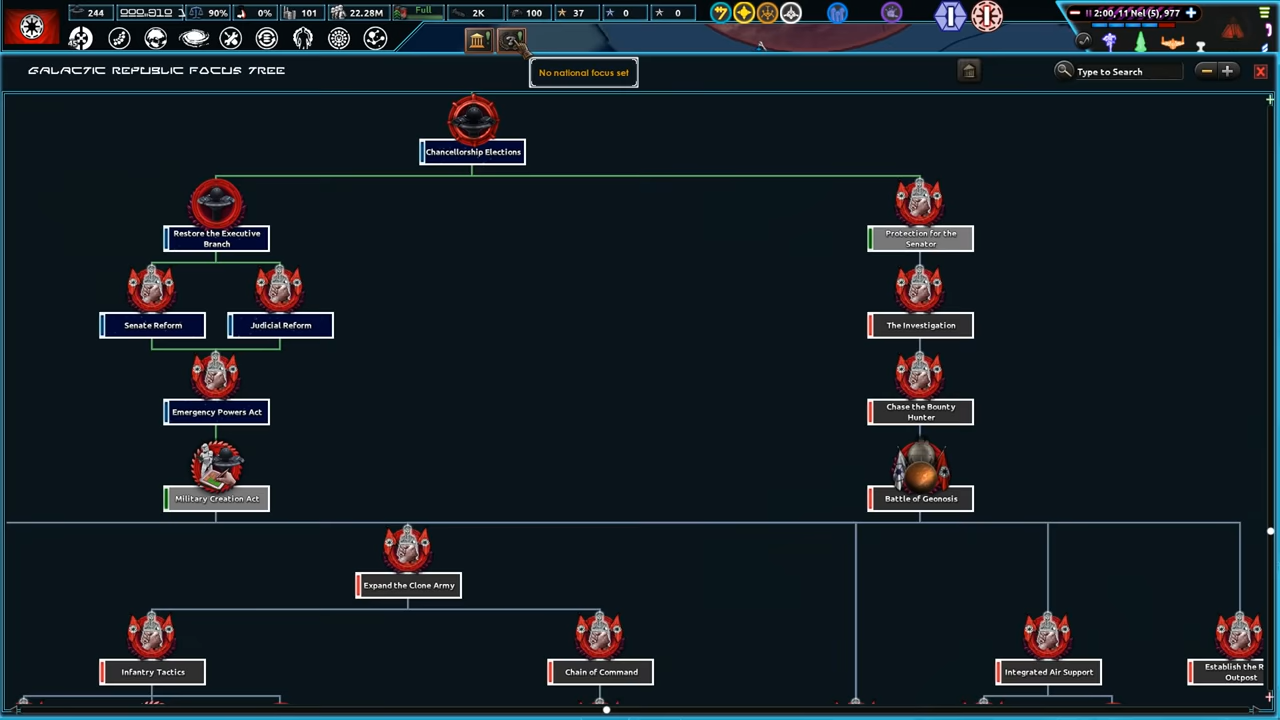 244
90%
0%
101
22.28M
Full
2K
100
37
0
0
2:00, 11 Nel (5), 977
GALACTIC REPUBLIC FOCUS TREE
No national focus set
Type to Search
Chancellorship Elections
Restore the Executive
Branch
Protection for the
Senator
Senate Reform
Judicial Reform
The Investigation
Emergency Powers Act
Chase the Bounty
Hunter
Military Creation Act
Battle of Geonosis
Expand the Clone Army
Infantry Tactics
Chain of Command
Integrated Air Support
Establish the R
Outpost